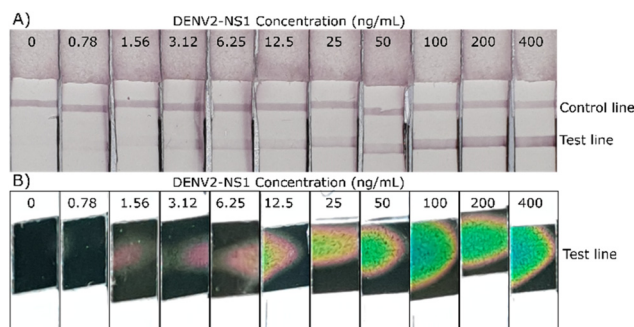 A) DENV2-NS1 Concentration (ng/mL)
0 0.78 1.56 3.12 6.25 12.5 25 50 100 200 400
Control line
Test line
B) DENV2-NS1 Concentration (ng/mL)
0 0.78 1.56 3.12 6.25 12.5 25 50 100 200 400
Test line